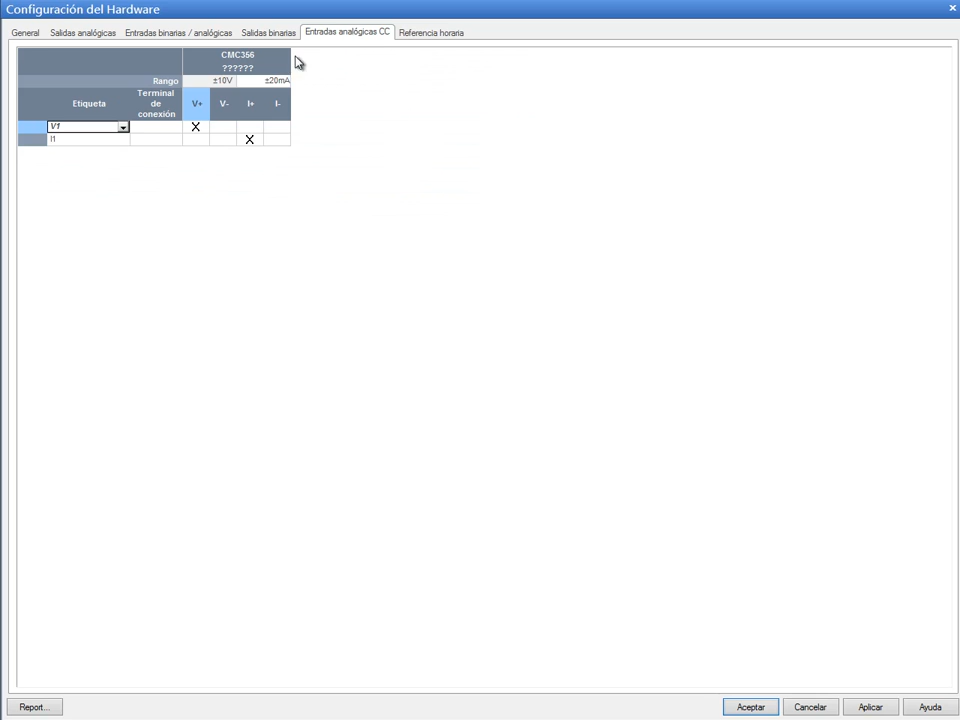 Configuración del Hardware
General Salidas analógicas Entradas binarias / analógicas Salidas binarias Entradas analógicas CC Referencia horaria
CMC356
??????
Rango ±10V ±20mA
Etiqueta Terminal de conexión V+ V- I+ I-
V1 X
I1 X
Report... Aceptar Cancelar Aplicar Ayuda